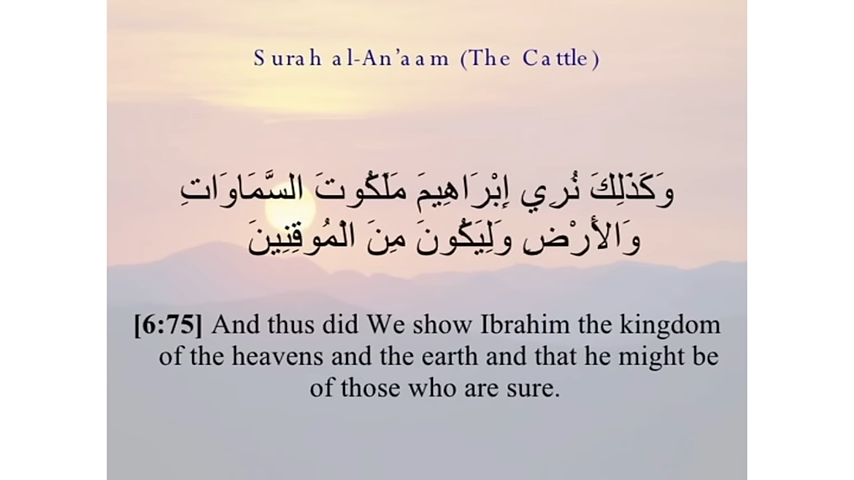 Surah al-An’aam (The Cattle)
وَكَذَلِكَ نُرِي إِبْرَاهِيمَ مَلَكُوتَ السَّمَاوَاتِ
وَالأَرْضِ وَلِيَكُونَ مِنَ الْمُوقِنِينَ
[6:75] And thus did We show Ibrahim the kingdom
of the heavens and the earth and that he might be
of those who are sure.